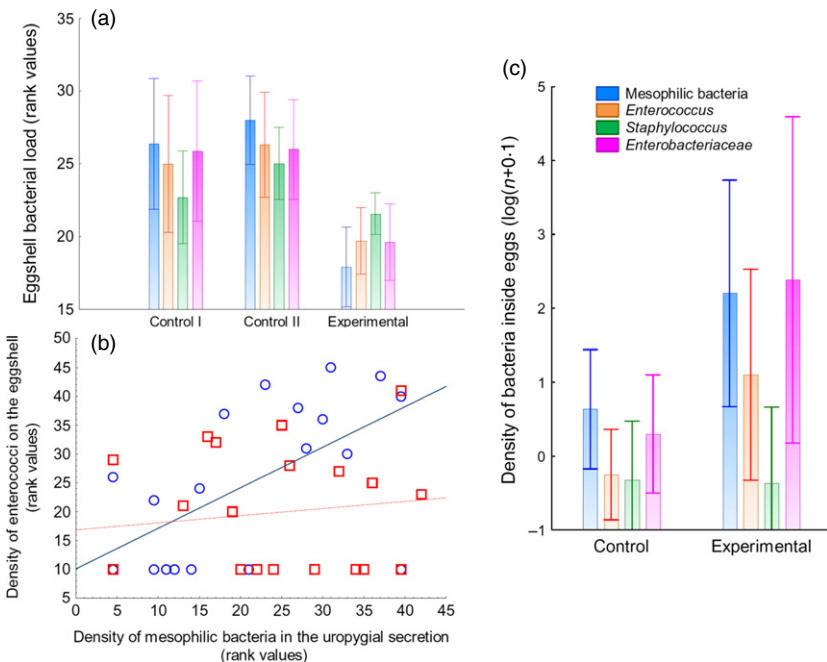 (a)
35
30
25
20
15
Eggshell bacterial load (rank values)
Control I Control II Experimental
(b)
50
45
40
35
30
25
20
15
10
5
Density of enterococci on the eggshell
(rank values)
0 5 10 15 20 25 30 35 40 45
Density of mesophilic bacteria in the uropygial secretion
(rank values)
(c)
5
4
3
2
1
0
–1
Density of bacteria inside eggs (log(n+0·1)
Mesophilic bacteria
Enterococcus
Staphylococcus
Enterobacteriaceae
Control Experimental